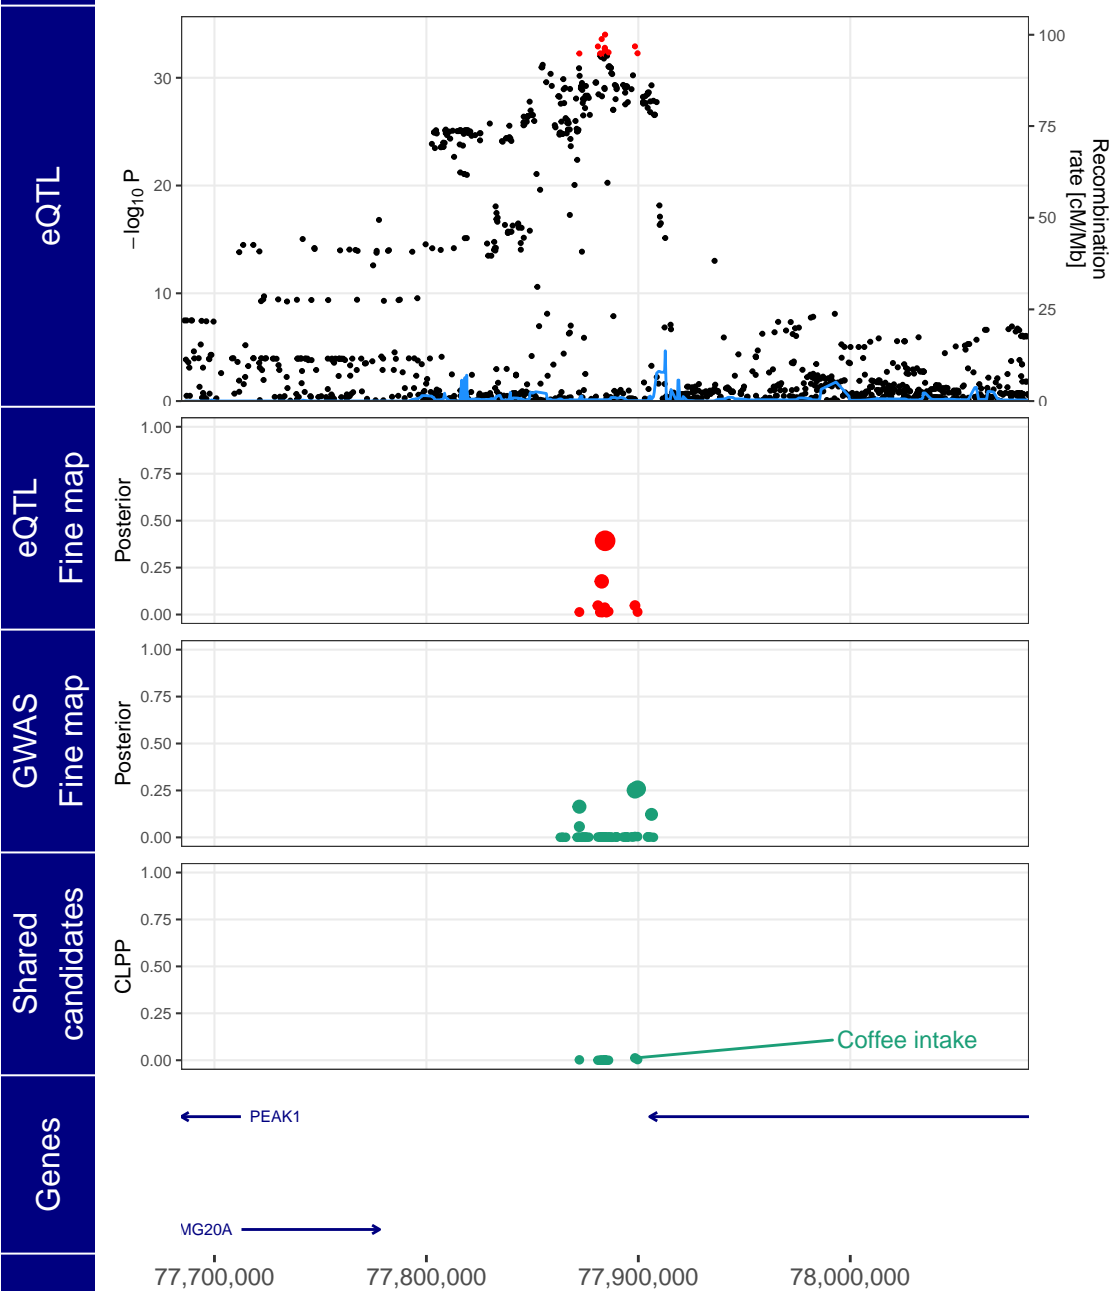 eQTL
− log10 P
30
20
10
0
100
75
50
25
0
Recombination
rate [cM/Mb]
eQTL
Fine map
Posterior
1.00
0.75
0.50
0.25
0.00
GWAS
Fine map
Posterior
1.00
0.75
0.50
0.25
0.00
Shared
candidates
CLPP
1.00
0.75
0.50
0.25
0.00
Coffee intake
Genes
PEAK1
MG20A
77,700,000
77,800,000
77,900,000
78,000,000